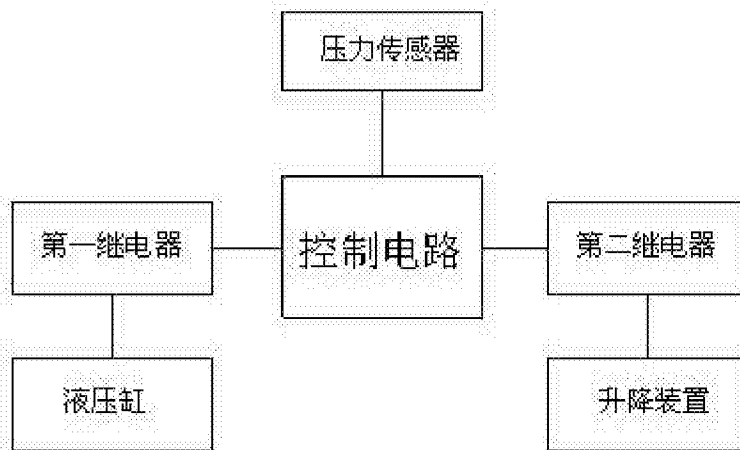 压力传感器
第一继电器
控制电路
第二继电器
液压缸
升降装置